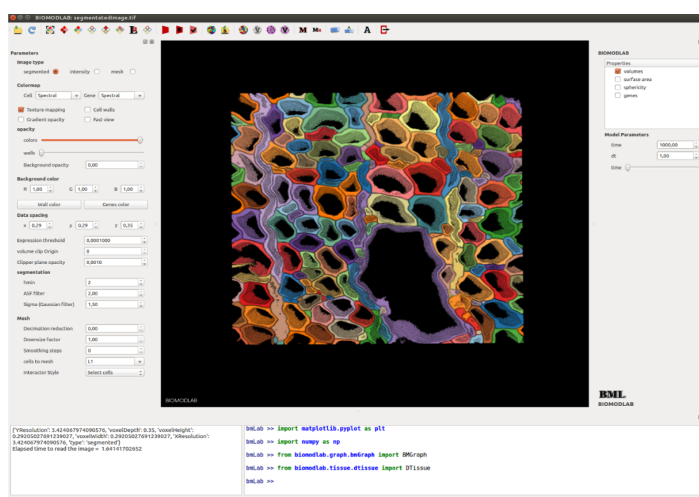 BIOMODLAB: segmentatedImage.tif
B
M
Mx
A
Parameters
Image type
segmented intensity mesh
Colormap
Cell Spectral Gene Spectral
Texture mapping Cell walls
Gradient opacity Fast view
opacity
colors
walls
Background opacity 0,00
Background color
R 1,00 G 1,00 B 1,00
Wall color Genes color
Data spacing
x 0,29 y 0,29 z 0,35
Expression threshold 0,0001000
volume clip Origin 0
Clipper plane opacity 0,0010
segmentation
hmin 2
ASF filter 2,00
Sigma (Gaussian filter) 1,50
Mesh
Decimation reduction 0,00
Downsize factor 1,00
Smoothing steps 0
cells to mesh L1
Interactor Style Select cells
BIOMODLAB
BIOMODLAB
Properties
volumes
surface area
sphericity
genes
Model Parameters
time 1000,00
dt 1,00
time
BML
BIOMODLAB
{'YResolution': 3.424067974090576, 'voxelDepth': 0.35, 'voxelHeight':
0.29205027691239027, 'voxelWidth': 0.29205027691239027, 'XResolution':
3.424067974090576, 'type': 'segmented'}
Elapsed time to read the image = 1.64141702652
bmLab >> import matplotlib.pyplot as plt
bmLab >> import numpy as np
bmLab >> from biomodlab.graph.bmGraph import BMGraph
bmLab >> from biomodlab.tissue.dtissue import DTissue
bmLab >>